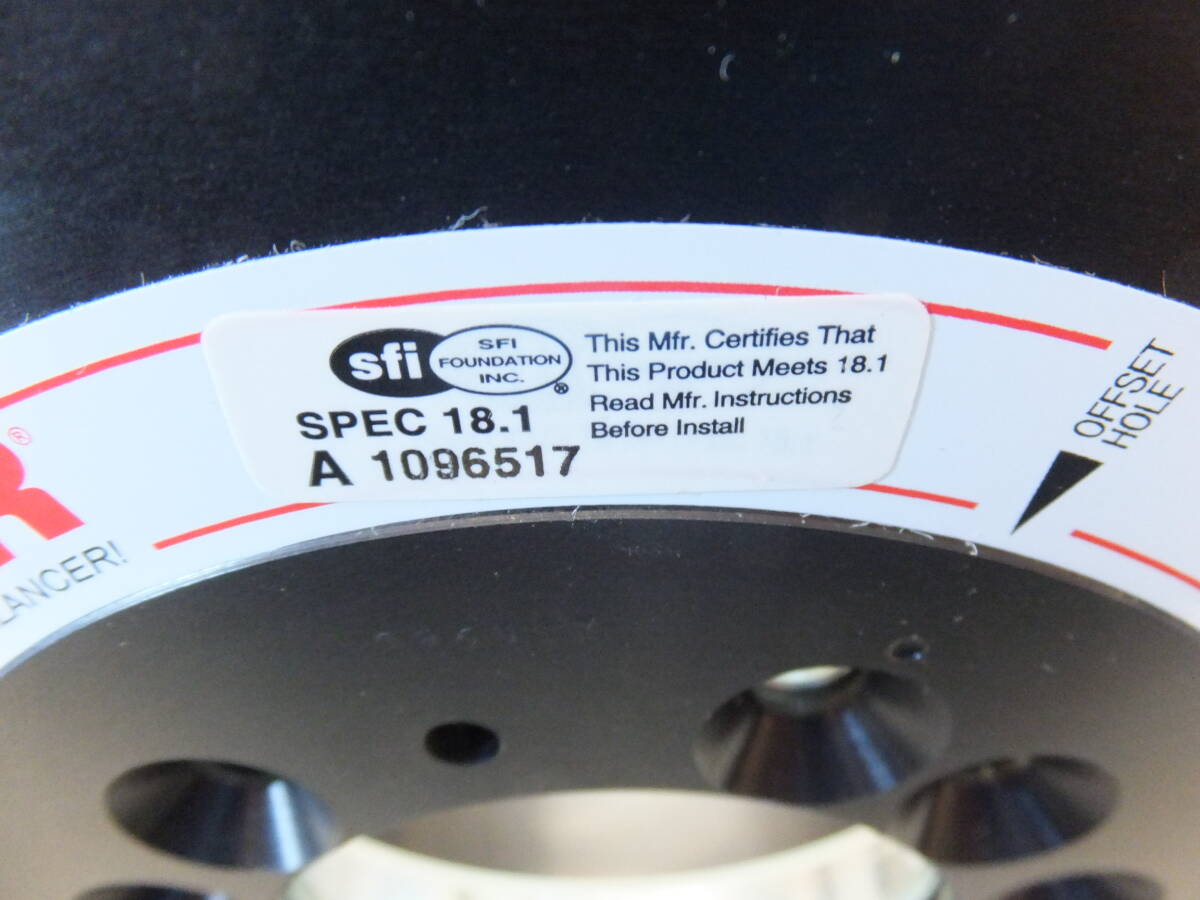 sfi
SFI
FOUNDATION
INC.
®
SPEC 18.1
A 1096517
This Mfr. Certifies That
This Product Meets 18.1
Read Mfr. Instructions
Before Install
OFFSET
HOLE
R®
LANCER!